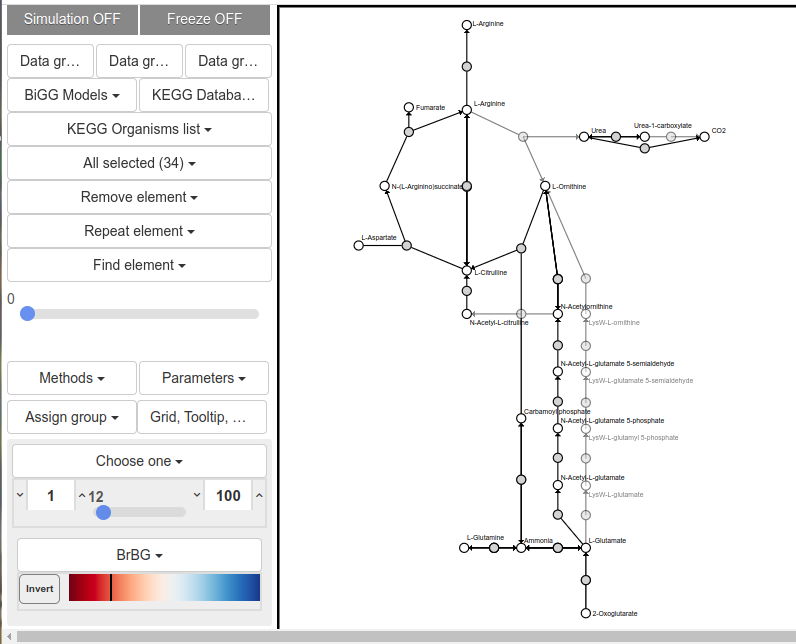 Simulation OFF
Freeze OFF
Data gr…
Data gr…
Data gr…
BiGG Models
KEGG Databa…
KEGG Organisms list
All selected (34)
Remove element
Repeat element
Find element
0
Methods
Parameters
Assign group
Grid, Tooltip, …
Choose one
1
12
100
BrBG
Invert
L-Arginine
L-Arginine
Fumarate
Urea
Urea-1-carboxylate
CO2
N-(L-Arginino)succinate
L-Ornithine
L-Aspartate
L-Citrulline
N-Acetylornithine
N-Acetyl-L-citrulline
LysW-L-ornithine
N-Acetyl-L-glutamate 5-semialdehyde
LysW-L-glutamate 5-semialdehyde
Carbamoyl phosphate
N-Acetyl-L-glutamate 5-phosphate
LysW-L-glutamyl 5-phosphate
N-Acetyl-L-glutamate
LysW-L-glutamate
L-Glutamine
Ammonia
L-Glutamate
2-Oxoglutarate